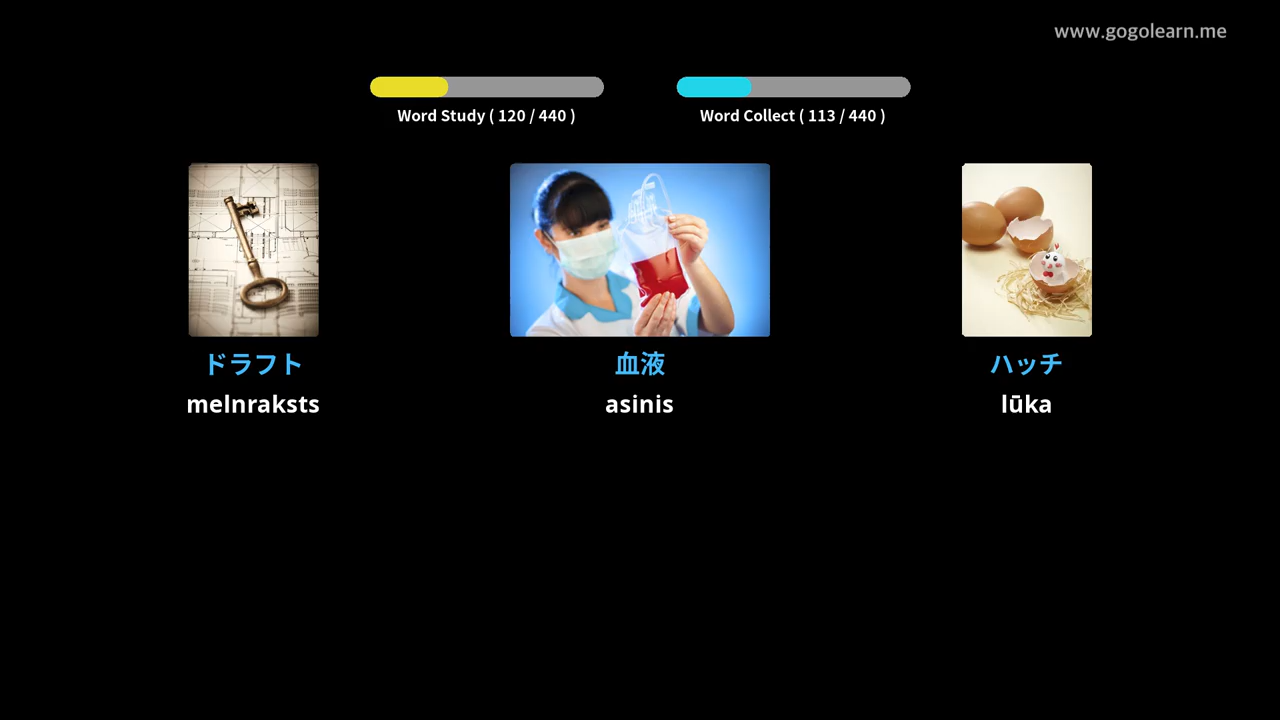 www.gogolearn.me
Word Study ( 120 / 440 )
Word Collect ( 113 / 440 )
ドラフト
血液
ハッチ
melnraksts
asinis
lūka